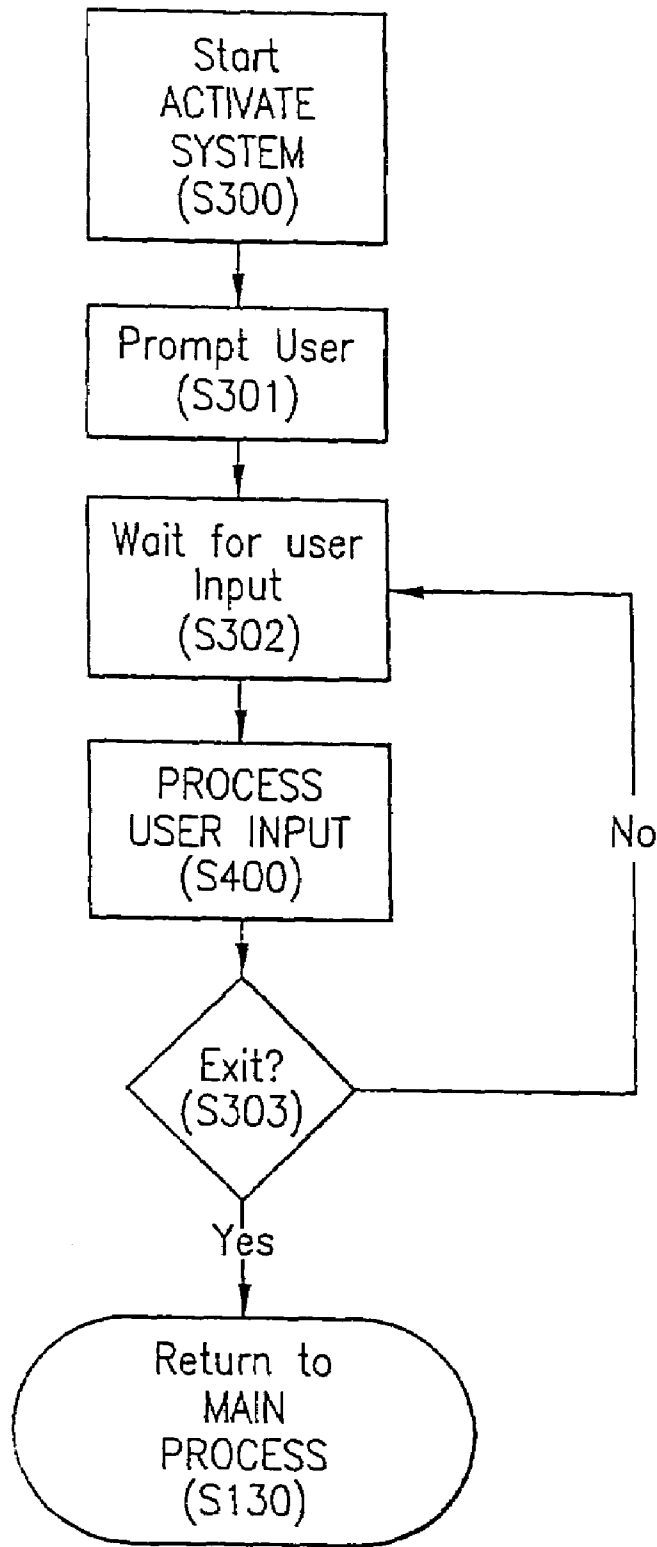 Start
ACTIVATE
SYSTEM
(S300)
Prompt User
(S301)
Wait for user
Input
(S302)
PROCESS
USER INPUT
(S400)
No
Exit?
(S303)
Yes
Return to
MAIN
PROCESS
(S130)